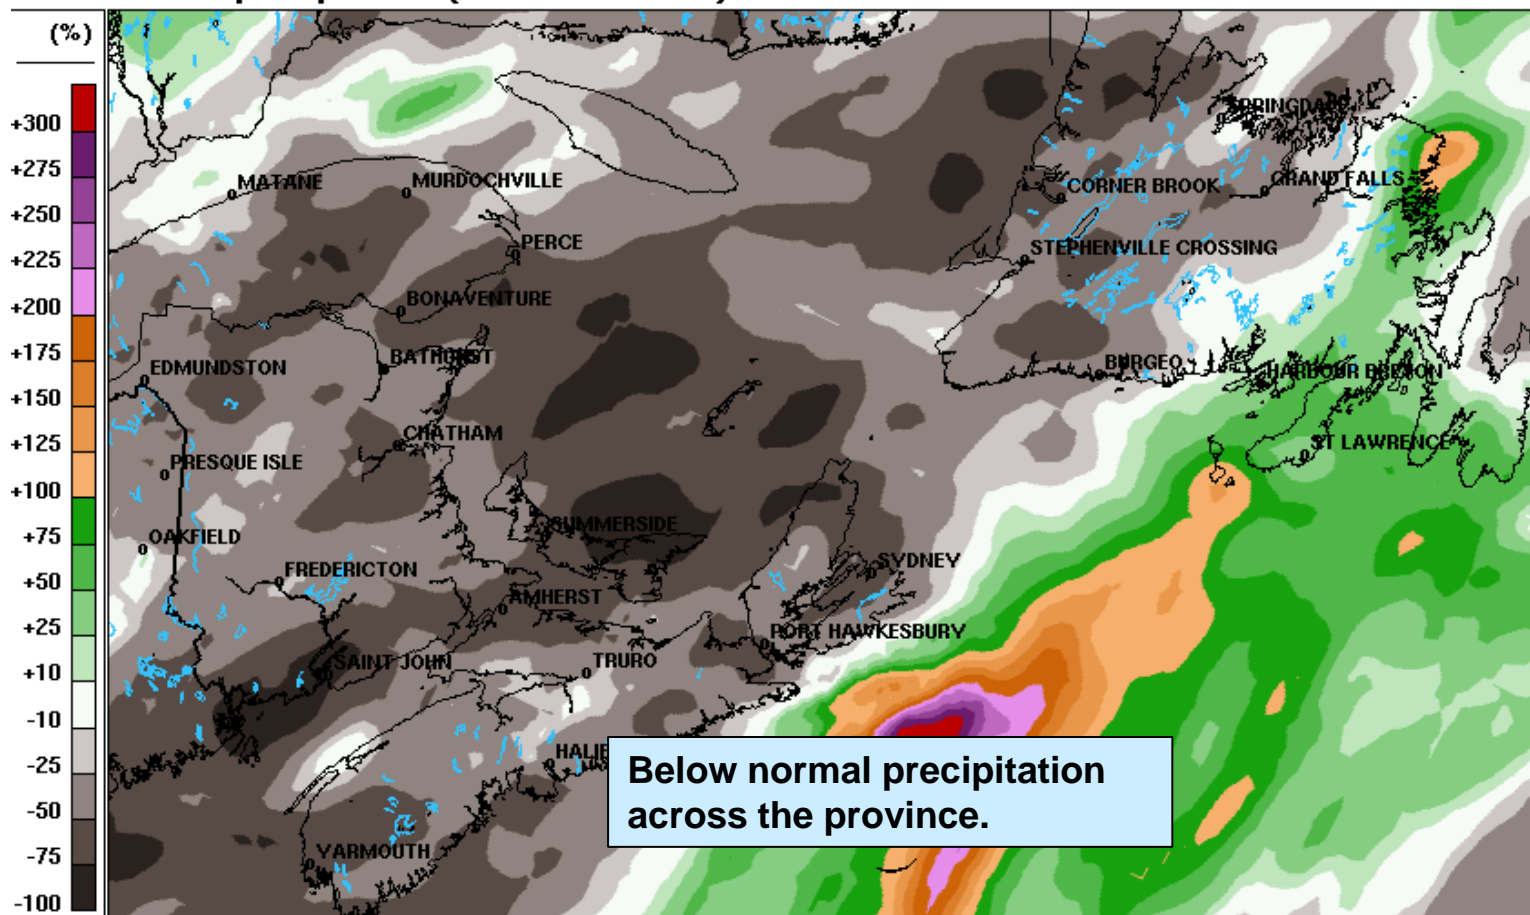 (%)
+300
+275
+250
+225
+200
+175
+150
+125
+100
+75
+50
+25
+10
-10
-25
-50
-75
-100
SPRINGDALE
MATANE
MURDOCHVILLE
CORNER BROOK
GRAND FALLS
PERCE
STEPHENVILLE CROSSING
BONAVENTURE
BATHURST
EDMUNDSTON
BURGEO
HARBOUR BRETON
CHATHAM
ST LAWRENCE
PRESQUE ISLE
SUMMERSIDE
OAKFIELD
SYDNEY
FREDERICTON
AMHERST
PORT HAWKESBURY
SAINT JOHN
TRURO
Below normal precipitation
across the province.
YARMOUTH